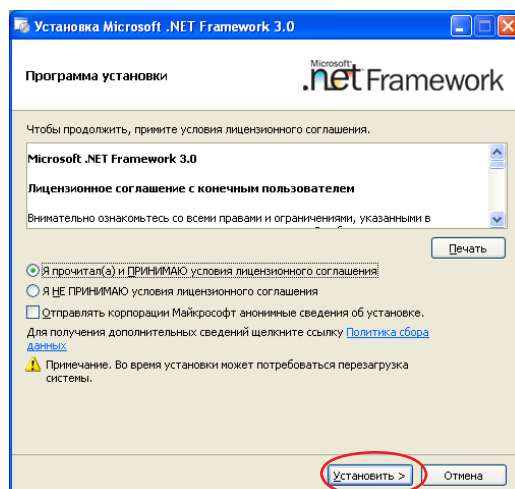 Установка Microsoft .NET Framework 3.0
Программа установки
Microsoft
.net Framework
Чтобы продолжить, примите условия лицензионного соглашения.
Microsoft .NET Framework 3.0
Лицензионное соглашение с конечным пользователем
Внимательно ознакомьтесь со всеми правами и ограничениями, указанными в
Печать
Я прочитал(а) и ПРИНИМАЮ условия лицензионного соглашения
Я НЕ ПРИНИМАЮ условия лицензионного соглашения
Отправлять корпорации Майкрософт анонимные сведения об установке.
Для получения дополнительных сведений щелкните ссылку Политика сбора
данных
Примечание. Во время установки может потребоваться перезагрузка
системы.
Установить >
Отмена